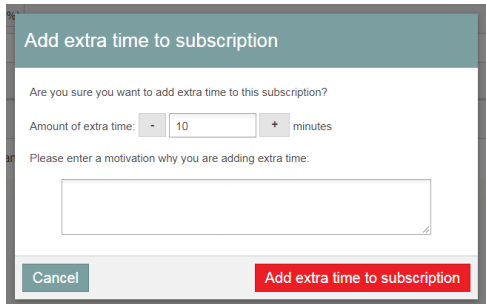 %
Add extra time to subscription
Are you sure you want to add extra time to this subscription?
Amount of extra time: - 10 + minutes
Please enter a motivation why you are adding extra time:
Cancel Add extra time to subscription